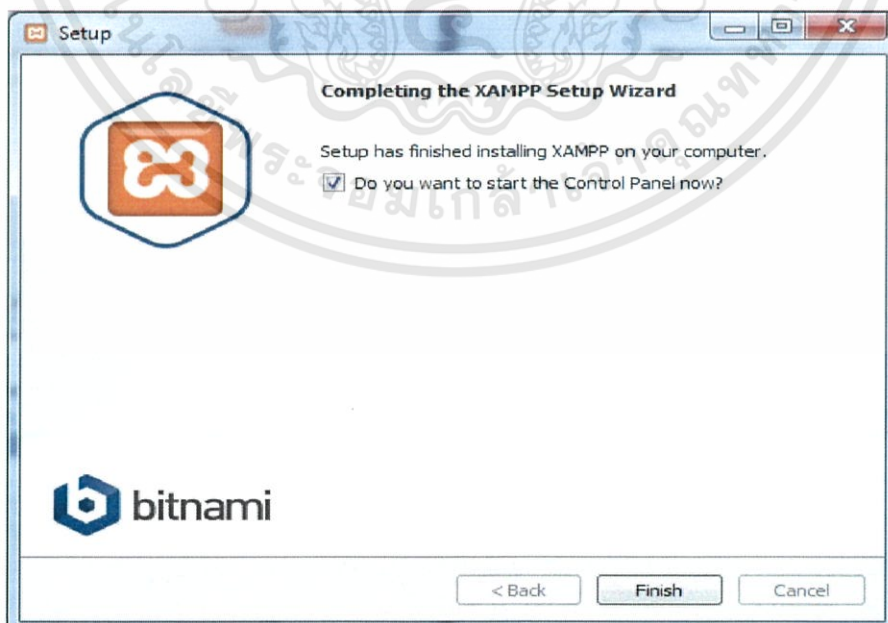 Setup
Completing the XAMPP Setup Wizard
Setup has finished installing XAMPP on your computer.
Do you want to start the Control Panel now?
bitnami
< Back
Finish
Cancel